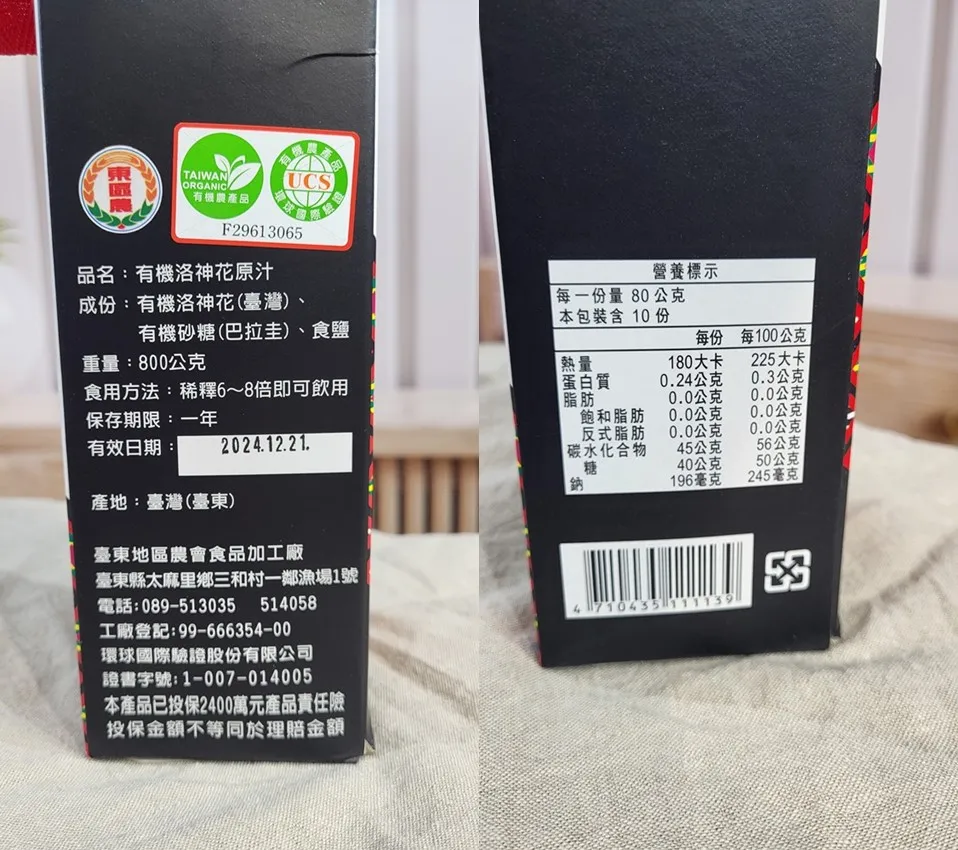 東區農
TAIWAN
ORGANIC
有機農產品
有機農產品
UCS
環球國際驗證
F29613065
品名：有機洛神花原汁
成份：有機洛神花(臺灣)、
有機砂糖(巴拉圭)、食鹽
重量：800公克
食用方法：稀釋6～8倍即可飲用
保存期限：一年
有效日期：2024.12.21.
產地：臺灣(臺東)
臺東地區農會食品加工廠
臺東縣太麻里鄉三和村一鄰漁場1號
電話:089-513035 514058
工廠登記:99-666354-00
環球國際驗證股份有限公司
證書字號:1-007-014005
本產品已投保2400萬元產品責任險
投保金額不等同於理賠金額
營養標示
每一份量 80 公克
本包裝含 10 份
每份 每100公克
熱量 180大卡 225大卡
蛋白質 0.24公克 0.3公克
脂肪 0.0公克 0.0公克
飽和脂肪 0.0公克 0.0公克
反式脂肪 0.0公克 0.0公克
碳水化合物 45公克 56公克
糖 40公克 50公克
鈉 196毫克 245毫克
4 710435 111139